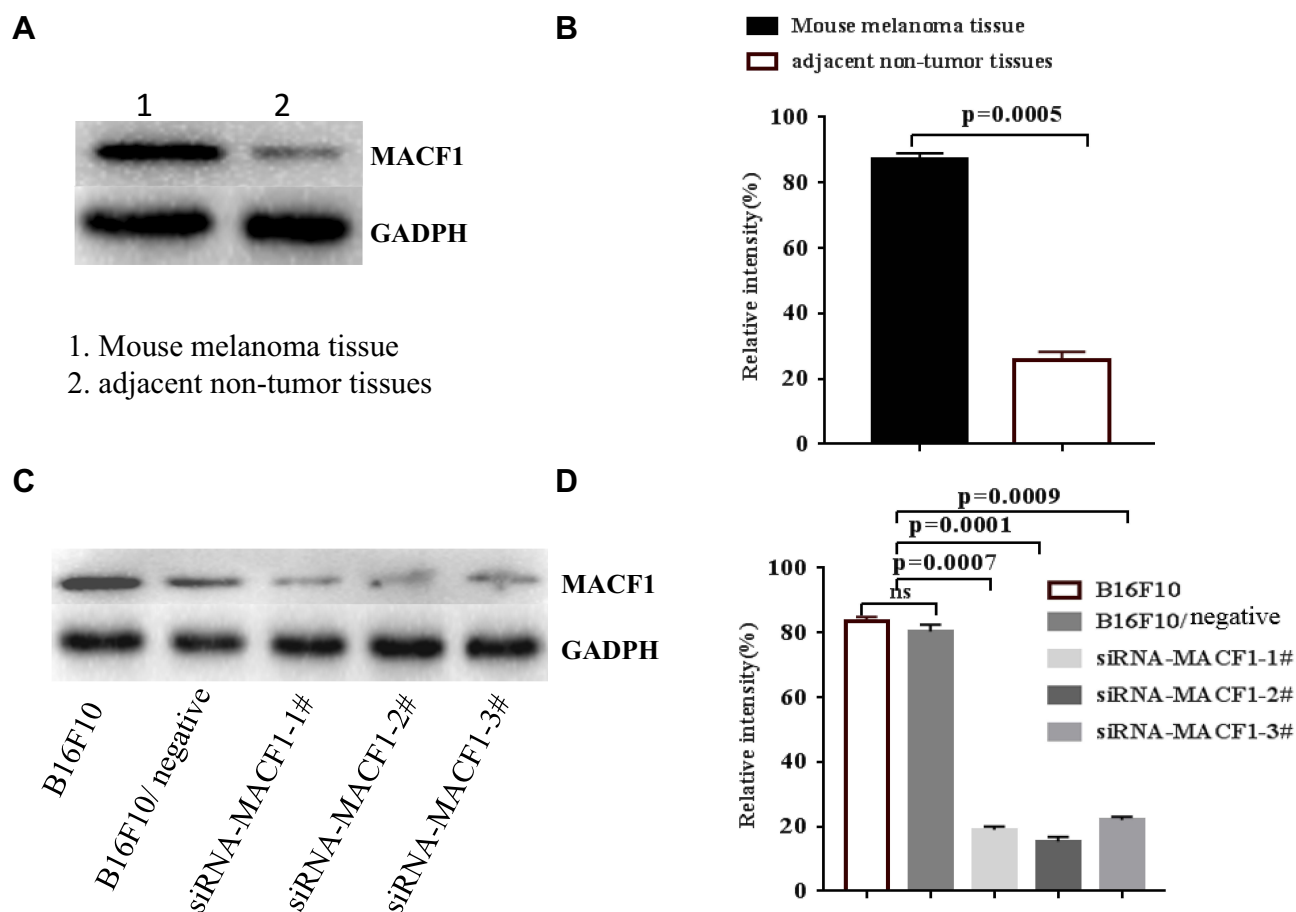 A
1 2
MACF1
GADPH
1. Mouse melanoma tissue
2. adjacent non-tumor tissues
B
Mouse melanoma tissue
adjacent non-tumor tissues
p=0.0005
Relative intensity(%)
100
80
60
40
20
0
C
MACF1
GADPH
B16F10
B16F10/ negative
siRNA-MACF1-1#
siRNA-MACF1-2#
siRNA-MACF1-3#
D
p=0.0009
p=0.0001
p=0.0007
ns
Relative intensity(%)
100
80
60
40
20
0
B16F10
B16F10/negative
siRNA-MACF1-1#
siRNA-MACF1-2#
siRNA-MACF1-3#